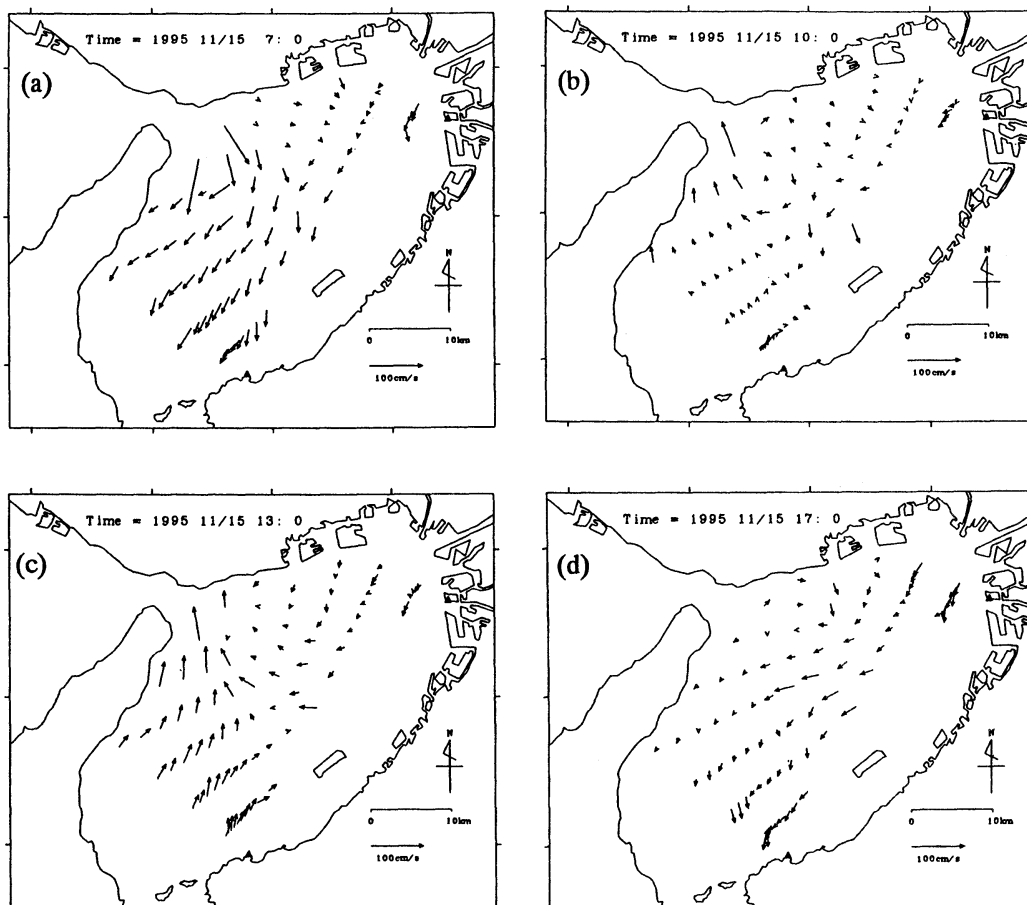 Time = 1995 11/15 7: 0
(a)
N
0 10km
100cm/s
Time = 1995 11/15 10: 0
(b)
N
0 10km
100cm/s
Time = 1995 11/15 13: 0
(c)
N
0 10km
100cm/s
Time = 1995 11/15 17: 0
(d)
N
0 10km
100cm/s